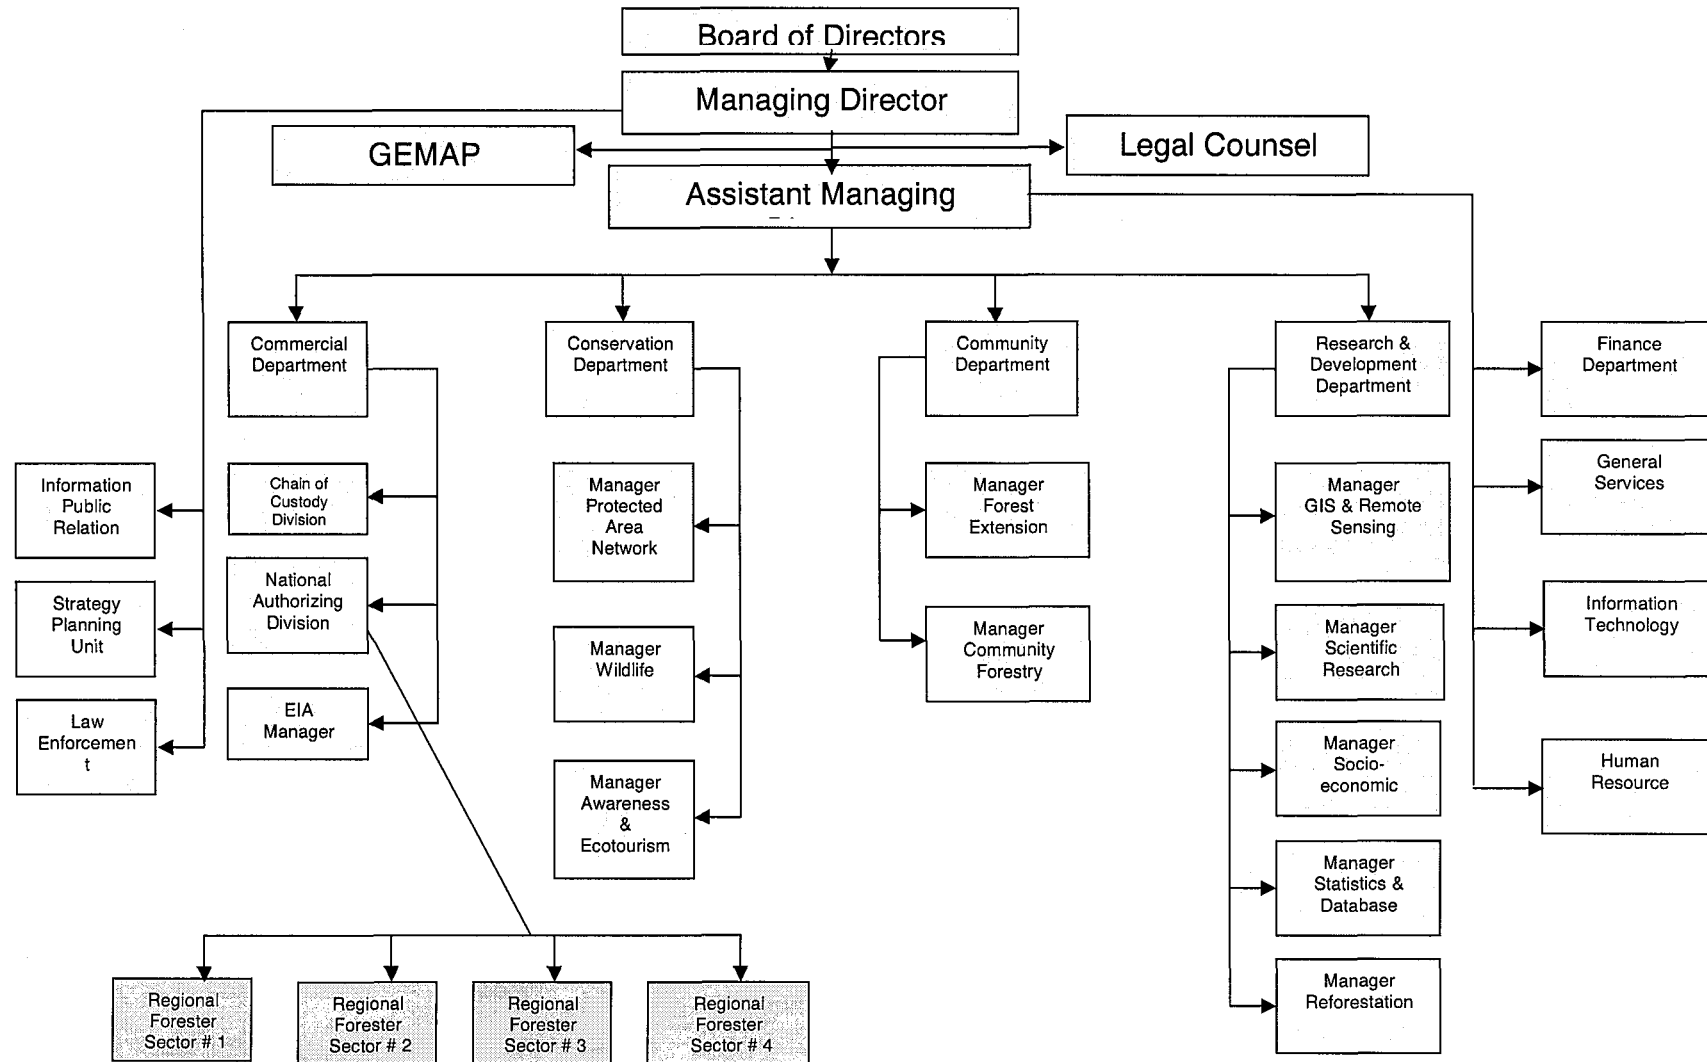 Board of Directors
Managing Director
GEMAP
Legal Counsel
Assistant Managing
Commercial
Department
Conservation
Department
Community
Department
Research &
Development
Department
Finance
Department
Information
Public
Relation
Chain of
Custody
Division
Manager
Protected
Area
Network
Manager
Forest
Extension
Manager
GIS & Remote
Sensing
General
Services
Strategy
Planning
Unit
National
Authorizing
Division
Manager
Wildlife
Manager
Community
Forestry
Manager
Scientific
Research
Information
Technology
Law
Enforcemen
t
EIA
Manager
Manager
Awareness
&
Ecotourism
Manager
Socio-
economic
Human
Resource
Manager
Statistics &
Database
Manager
Reforestation
Regional
Forester
Sector # 1
Regional
Forester
Sector # 2
Regional
Forester
Sector # 3
Regional
Forester
Sector # 4